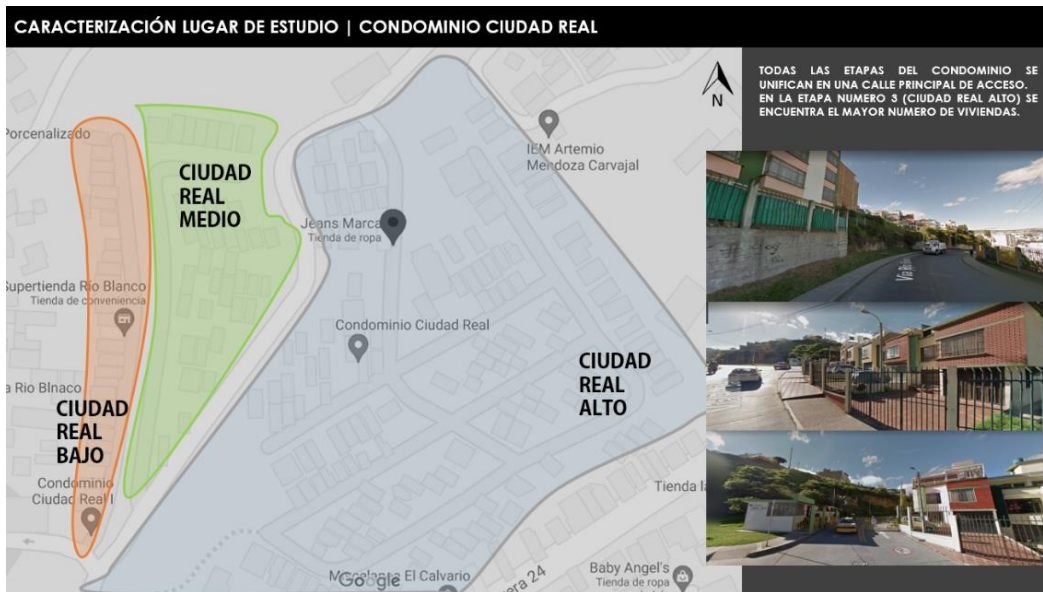 CARACTERIZACIÓN LUGAR DE ESTUDIO | CONDOMINIO CIUDAD REAL
TODAS LAS ETAPAS DEL CONDOMINIO SE
UNIFICAN EN UNA CALLE PRINCIPAL DE ACCESO.
EN LA ETAPA NUMERO 3 (CIUDAD REAL ALTO) SE
ENCUENTRA EL MAYOR NUMERO DE VIVIENDAS.
N
Porcenalizado
IEM Artemio
Mendoza Carvajal
CIUDAD
REAL
MEDIO
Jeans Marca
Tienda de ropa
Supertienda Rio Blanco
Tienda de conveniencia
Condominio Ciudad Real
CIUDAD
REAL
ALTO
a Rio Blnaco
CIUDAD
REAL
BAJO
Condominio
Ciudad Real I
Tienda la
El Calvario
Google
era 24
Baby Angel's
Tienda de ropa